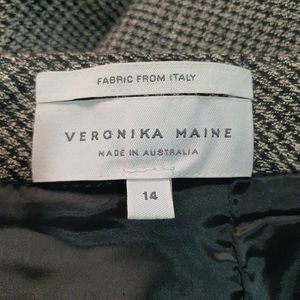 FABRIC FROM ITALY
VERONIKA MAINE
MADE IN AUSTRALIA
14